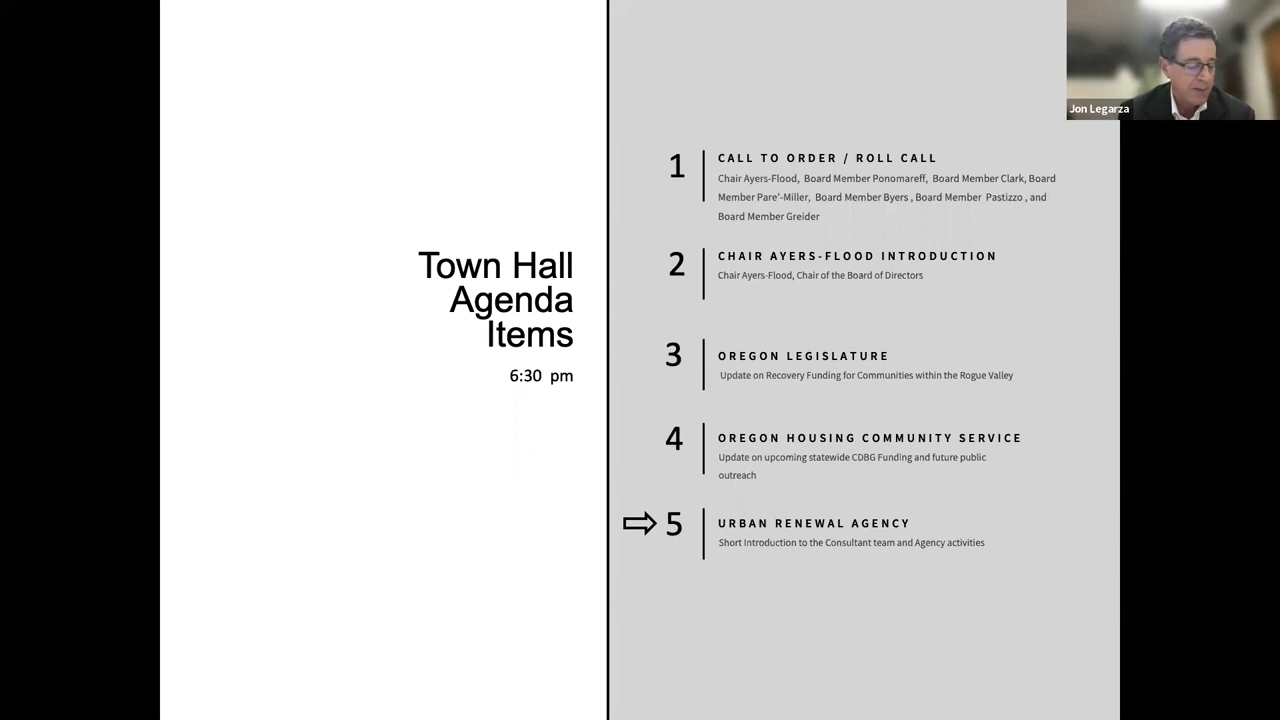 Jon Legarza
Town Hall
Agenda
Items
6:30 pm
1
CALL TO ORDER / ROLL CALL
Chair Ayers-Flood, Board Member Ponomareff, Board Member Clark, Board
Member Pare'-Miller, Board Member Byers , Board Member Pastizzo , and
Board Member Greider
2
CHAIR AYERS-FLOOD INTRODUCTION
Chair Ayers-Flood, Chair of the Board of Directors
3
OREGON LEGISLATURE
Update on Recovery Funding for Communities within the Rogue Valley
4
OREGON HOUSING COMMUNITY SERVICE
Update on upcoming statewide CDBG Funding and future public
outreach
5
URBAN RENEWAL AGENCY
Short Introduction to the Consultant team and Agency activities